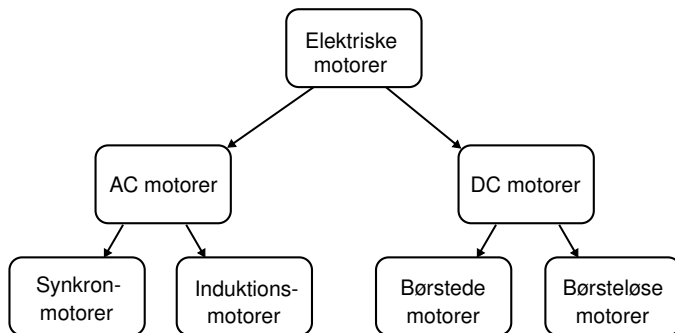 Elektriske
motorer
AC motorer
DC motorer
Synkron-
motorer
Induktions-
motorer
Børstede
motorer
Børsteløse
motorer